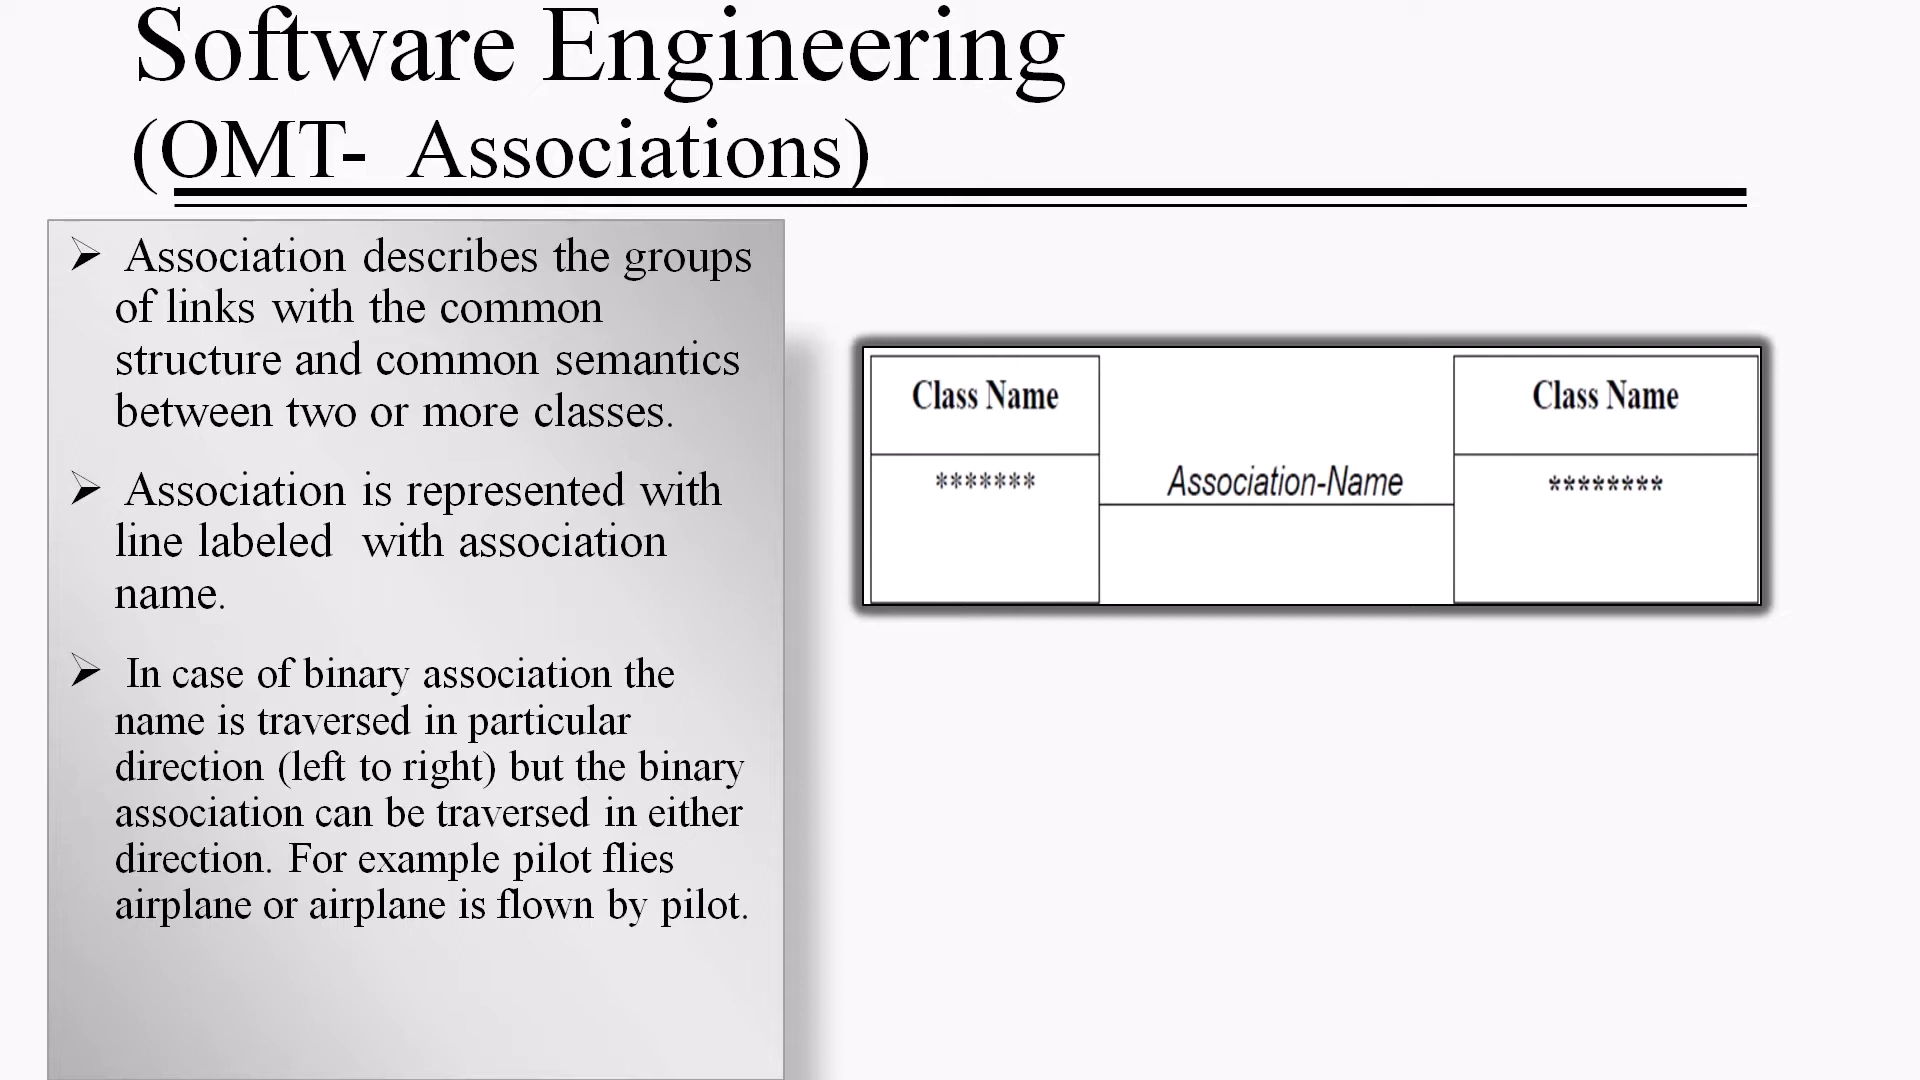 Software Engineering
(OMT- Associations)
➢ Association describes the groups
of links with the common
structure and common semantics
between two or more classes.
➢ Association is represented with
line labeled with association
name.
➢ In case of binary association the
name is traversed in particular
direction (left to right) but the binary
association can be traversed in either
direction. For example pilot flies
airplane or airplane is flown by pilot.
Class Name
*******
Association-Name
Class Name
********